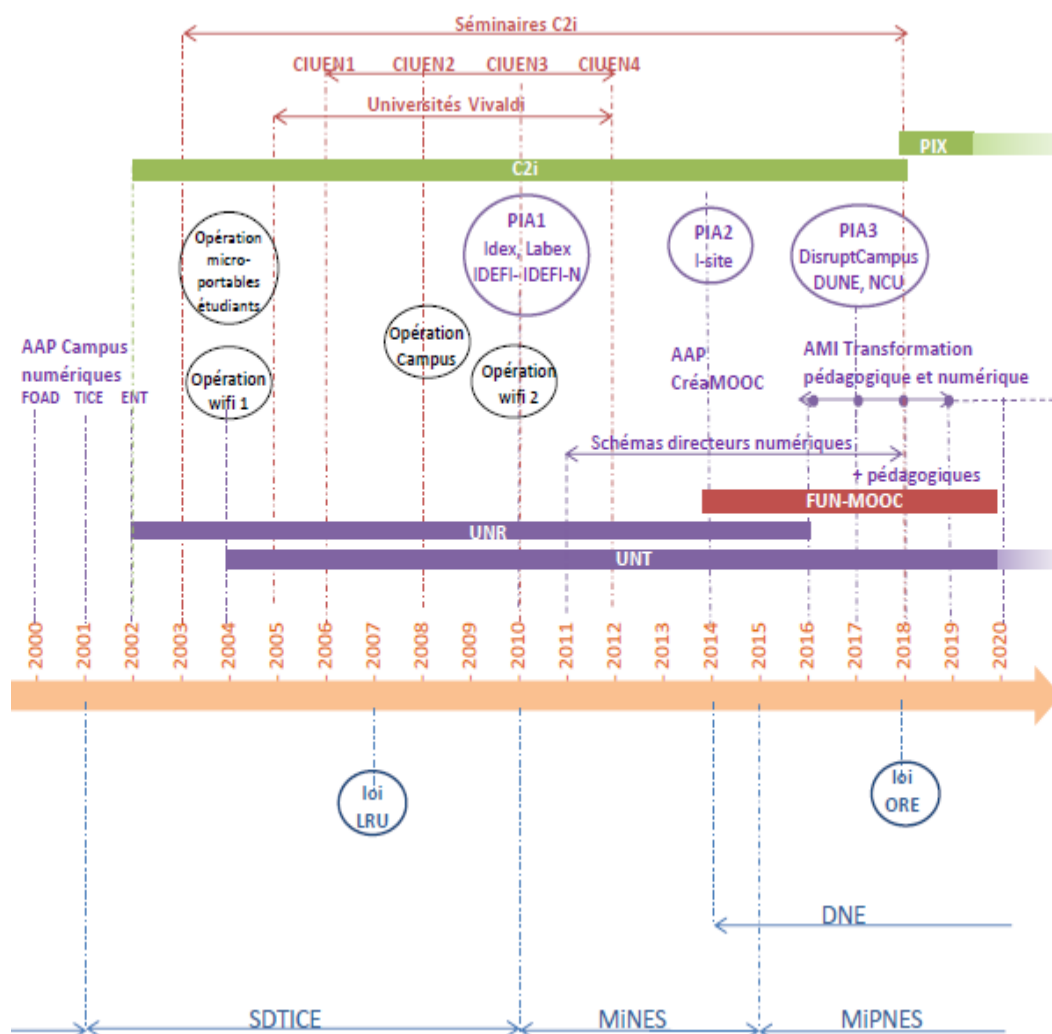 Séminaires C2i
CIUEN1 CIUEN2 CIUEN3 CIUEN4
Universités Vivaldi
PIX
C2i
Opération
micro-
portables
étudiants
PIA1
Idex, Labex
IDEFI- IDEFI-N
PIA2
I-site
PIA3
DisruptCampus
DUNE, NCU
Opération
Campus
AAP Campus
numériques
FOAD TICE ENT
Opération
wifi 1
Opération
wifi 2
AAP
CréaMOOC
AMI Transformation
pédagogique et numérique
Schémas directeurs numériques
+ pédagogiques
FUN-MOOC
UNR
UNT
2000 2001 2002 2003 2004 2005 2006 2007 2008 2009 2010 2011 2012 2013 2014 2015 2016 2017 2018 2019 2020
loi
LRU
loi
ORE
DNE
SDTICE MiNES MiPNES